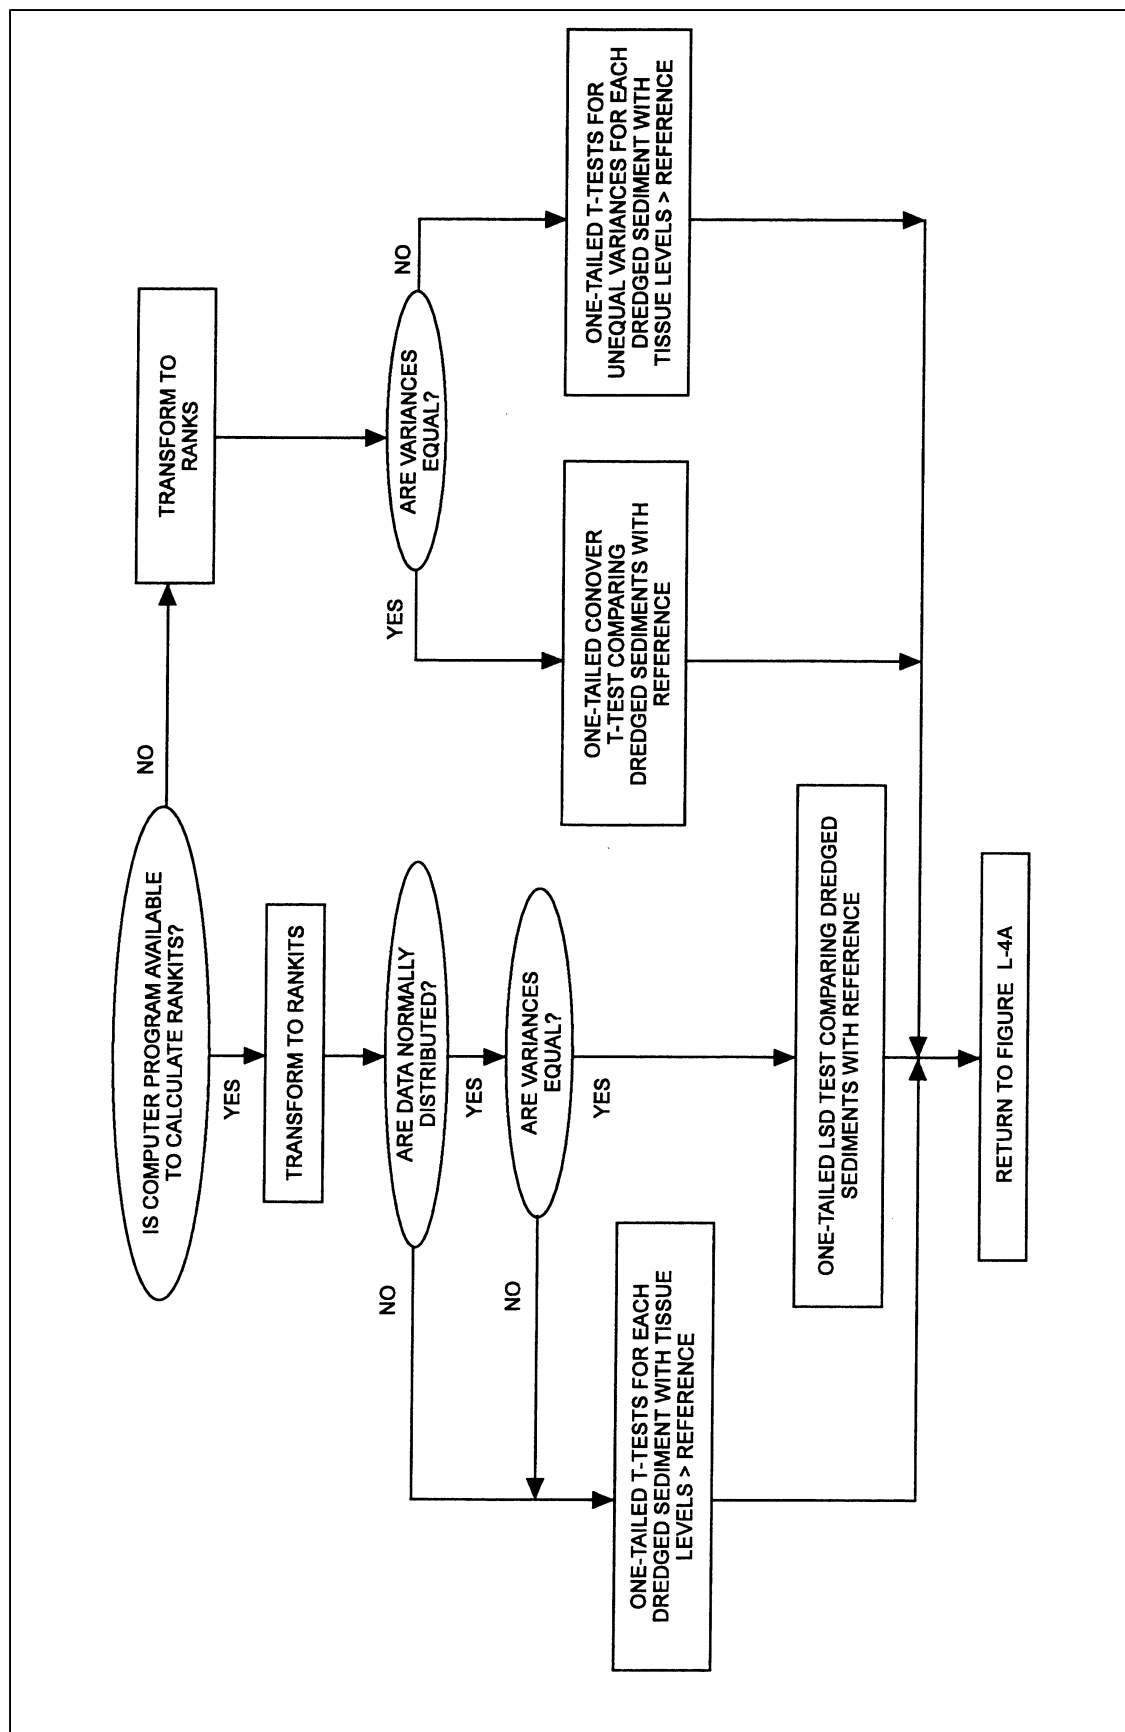 IS COMPUTER PROGRAM AVAILABLE
TO CALCULATE RANKITS?
NO
TRANSFORM TO
RANKS
YES
TRANSFORM TO RANKITS
ARE DATA NORMALLY
DISTRIBUTED?
NO
YES
ARE VARIANCES
EQUAL?
NO
YES
ARE VARIANCES
EQUAL?
YES
NO
ONE-TAILED T-TESTS FOR EACH
DREDGED SEDIMENT WITH TISSUE
LEVELS > REFERENCE
ONE-TAILED CONOVER
T-TEST COMPARING
DREDGED SEDIMENTS WITH
REFERENCE
ONE-TAILED T-TESTS FOR
UNEQUAL VARIANCES FOR EACH
DREDGED SEDIMENT WITH
TISSUE LEVELS > REFERENCE
ONE-TAILED LSD TEST COMPARING DREDGED
SEDIMENTS WITH REFERENCE
RETURN TO FIGURE L-4A